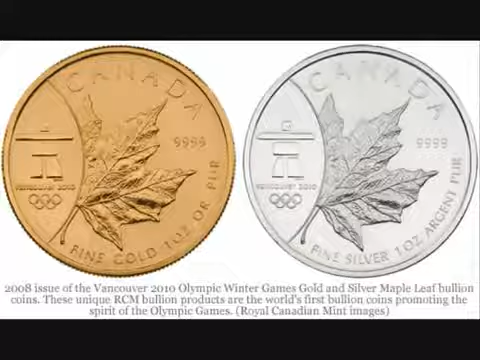 CANADA
9999
VANCOUVER 2010
FINE GOLD 1 OZ OR PUR
CANADA
9999
VANCOUVER 2010
FINE SILVER 1 OZ ARGENT PUR
2008 issue of the Vancouver 2010 Olympic Winter Games Gold and Silver Maple Leaf bullion
coins. These unique RCM bullion products are the world's first bullion coins promoting the
spirit of the Olympic Games. (Royal Canadian Mint images)